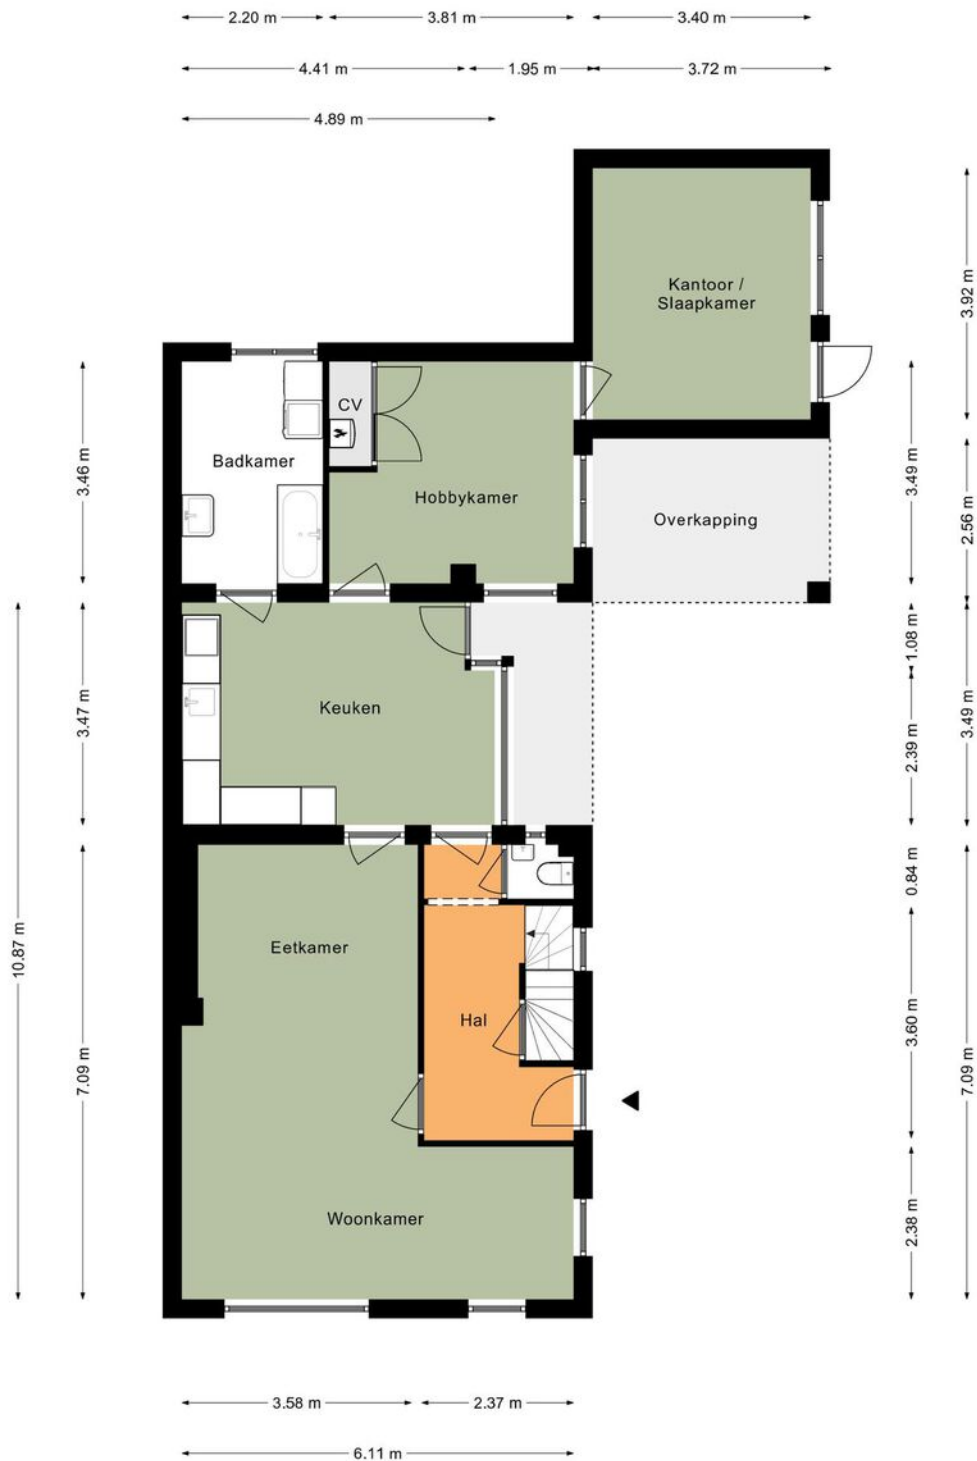 2.20 m
3.81 m
3.40 m
4.41 m
1.95 m
3.72 m
4.89 m
Kantoor /
Slaapkamer
3.92 m
CV
Badkamer
Hobbykamer
Overkapping
3.46 m
3.49 m
2.56 m
Keuken
3.47 m
1.08 m
2.39 m
3.49 m
Eetkamer
Hal
Woonkamer
10.87 m
7.09 m
0.84 m
3.60 m
2.38 m
7.09 m
3.58 m
2.37 m
6.11 m